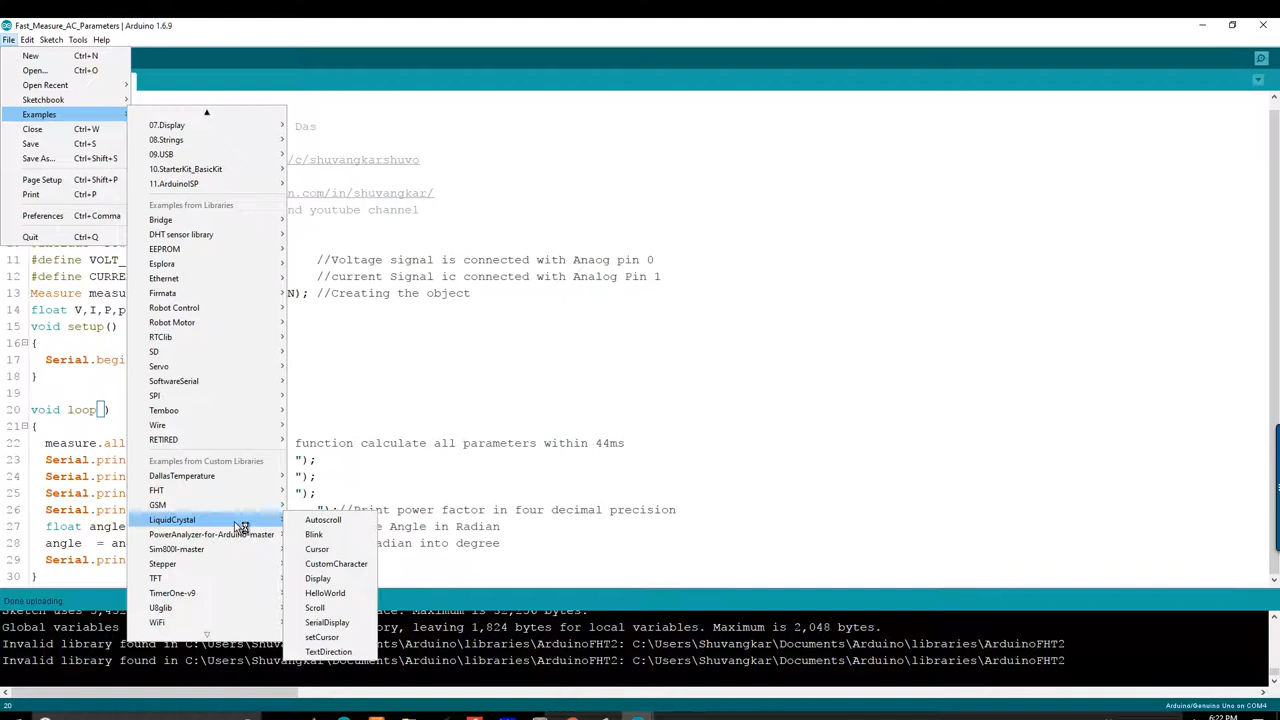 Fast_Measure_AC_Parameters | Arduino 1.6.9
File Edit Sketch Tools Help
New Ctrl+N
Open... Ctrl+O
Open Recent
Sketchbook
Examples
Close Ctrl+W
Save Ctrl+S
Save As... Ctrl+Shift+S
Page Setup Ctrl+Shift+P
Print Ctrl+P
Preferences Ctrl+Comma
Quit Ctrl+Q
07.Display
08.Strings
09.USB
10.StarterKit_BasicKit
11.ArduinoISP
Examples from Libraries
Bridge
DHT sensor library
EEPROM
Esplora
Ethernet
Firmata
Robot Control
Robot Motor
RTClib
SD
Servo
SoftwareSerial
SPI
Temboo
Wire
RETIRED
Examples from Custom Libraries
DallasTemperature
FHT
GSM
LiquidCrystal
PowerAnalyzer-for-Arduino-master
Sim800l-master
Stepper
TFT
TimerOne-v9
U8glib
WiFi
Autoscroll
Blink
Cursor
CustomCharacter
Display
HelloWorld
Scroll
SerialDisplay
setCursor
TextDirection
Das
/c/shuvangkarshuvo
n.com/in/shuvangkar/
nd youtube channel
11 #define VOLT_ //Voltage signal is connected with Anaog pin 0
12 #define CURRE //current Signal ic connected with Analog Pin 1
13 Measure measu N); //Creating the object
14 float V,I,P,p
15 void setup()
16 {
17 Serial.begi
18 }
19
20 void loop()
21 {
22 measure.all function calculate all parameters within 44ms
23 Serial.prin ");
24 Serial.prin ");
25 Serial.prin ");
26 Serial.prin ");//Print power factor in four decimal precision
27 float angle e Angle in Radian
28 angle = an adian into degree
29 Serial.prin
30 }
Done uploading.
Global variables ory, leaving 1,824 bytes for local variables. Maximum is 2,048 bytes.
Invalid library found in C:\Users\Shuvangkar\Documents\Arduino\libraries\ArduinoFHT2: C:\Users\Shuvangkar\Documents\Arduino\libraries\ArduinoFHT2
Invalid library found in C:\Users\Shuvangkar\Documents\Arduino\libraries\ArduinoFHT2: C:\Users\Shuvangkar\Documents\Arduino\libraries\ArduinoFHT2
20 Arduino/Genuino Uno on COM4
6:22 PM